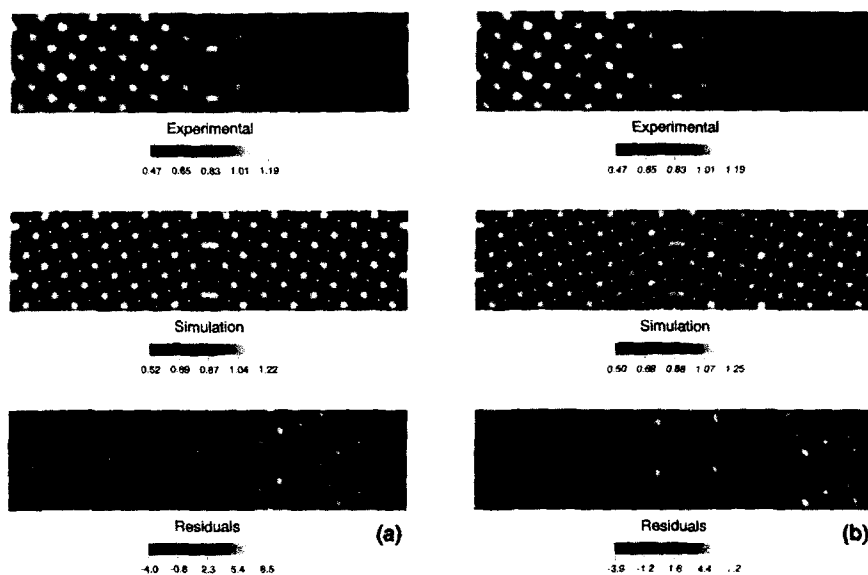 Experimental
0.47 0.65 0.83 1.01 1.19
Simulation
0.52 0.69 0.87 1.04 1.22
Residuals
-4.0 -0.8 2.3 5.4 8.5
(a)
Experimental
0.47 0.65 0.83 1.01 1.19
Simulation
0.50 0.68 0.88 1.07 1.25
Residuals
-3.9 -1.2 1.6 4.4
(b)